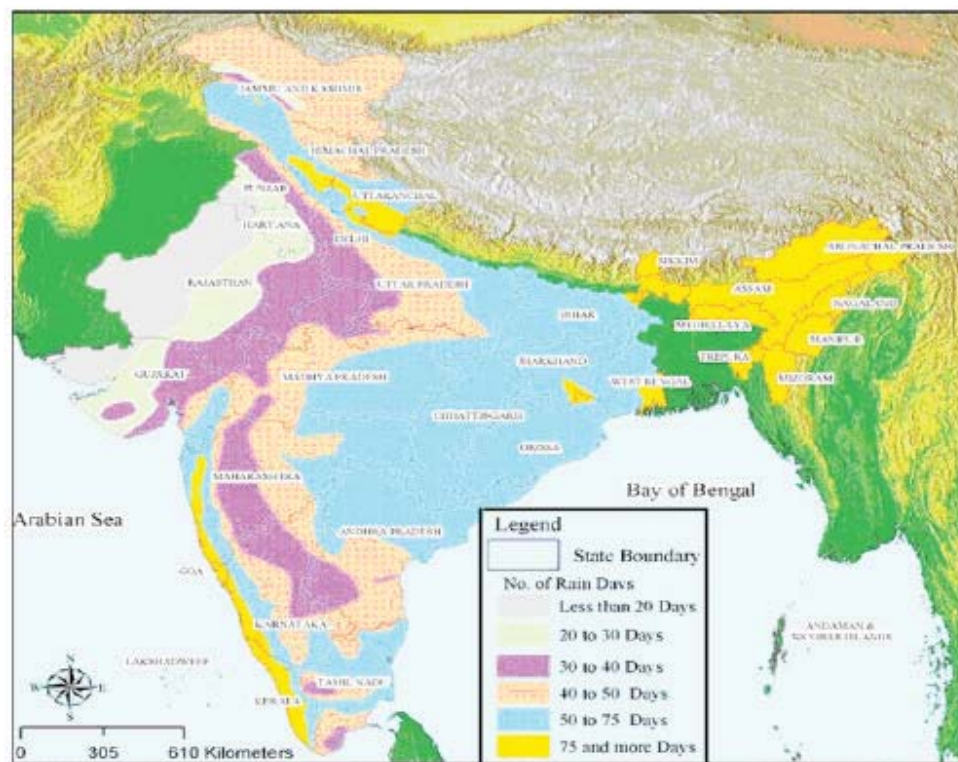 JAMMU AND KASHMIR
HIMACHAL PRADESH
PUNJAB
UTTARANCHAL
HARYANA
DELHI
ARUNACHAL PRADESH
SIKKIM
RAJASTHAN
UTTAR PRADESH
ASSAM
NAGALAND
BIHAR
MEGHALAYA
MANIPUR
JHARKHAND
TRIPURA
GUJARAT
MADHYA PRADESH
WEST BENGAL
MIZORAM
CHHATTISGARH
ORISSA
MAHARASHTRA
Bay of Bengal
Arabian Sea
ANDHRA PRADESH
GOA
KARNATAKA
LAKSHADWEEP
TAMIL NADU
KERALA
ANDAMAN &
NICOBAR ISLANDS
Legend
State Boundary
No. of Rain Days
Less than 20 Days
20 to 30 Days
30 to 40 Days
40 to 50 Days
50 to 75 Days
75 and more Days
W E
S
0 305 610 Kilometers